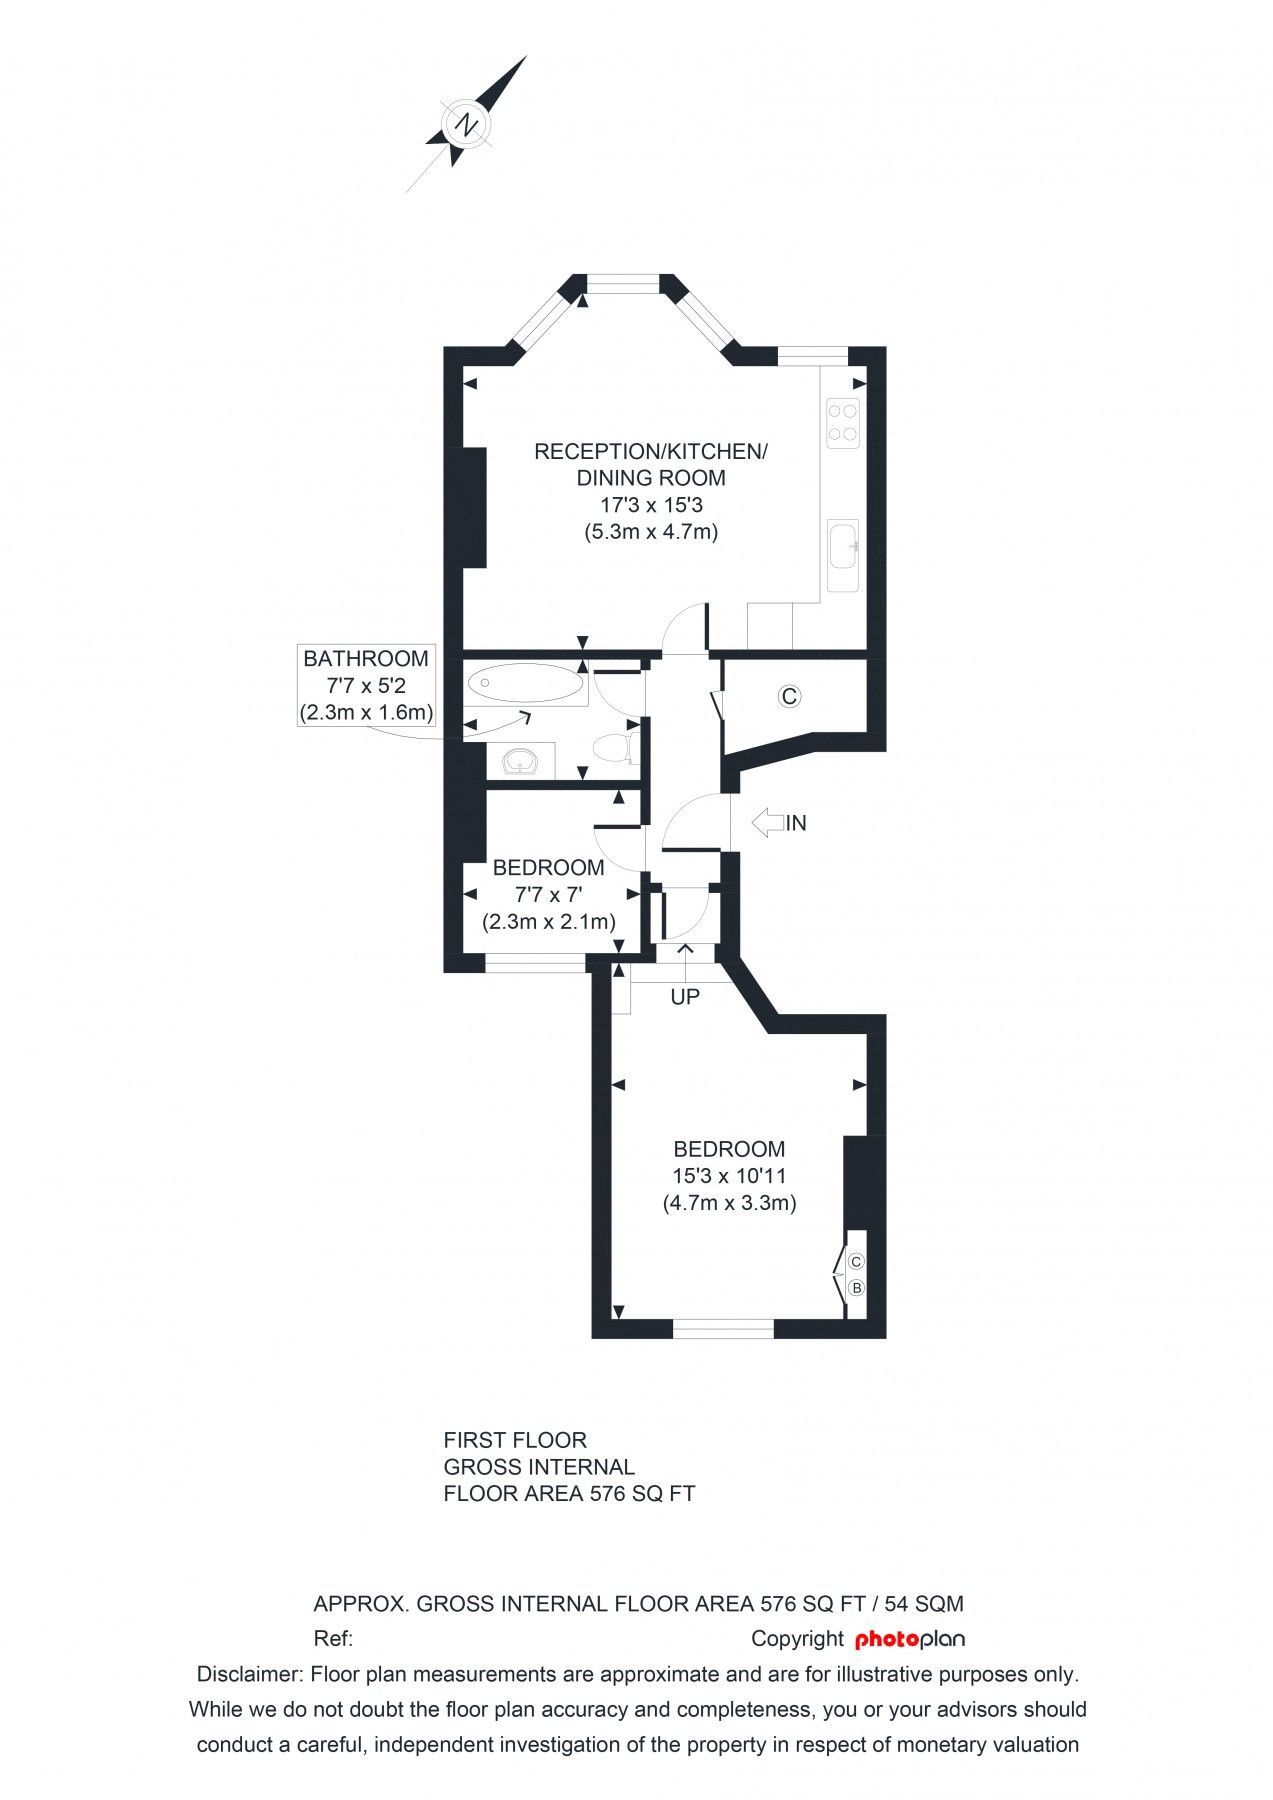 N
RECEPTION/KITCHEN/
DINING ROOM
17'3 x 15'3
(5.3m x 4.7m)
BATHROOM
7'7 x 5'2
(2.3m x 1.6m)
C
IN
BEDROOM
7'7 x 7'
(2.3m x 2.1m)
UP
BEDROOM
15'3 x 10'11
(4.7m x 3.3m)
C
B
FIRST FLOOR
GROSS INTERNAL
FLOOR AREA 576 SQ FT
APPROX. GROSS INTERNAL FLOOR AREA 576 SQ FT / 54 SQM
Ref:
Copyright photoplan
Disclaimer: Floor plan measurements are approximate and are for illustrative purposes only.
While we do not doubt the floor plan accuracy and completeness, you or your advisors should
conduct a careful, independent investigation of the property in respect of monetary valuation